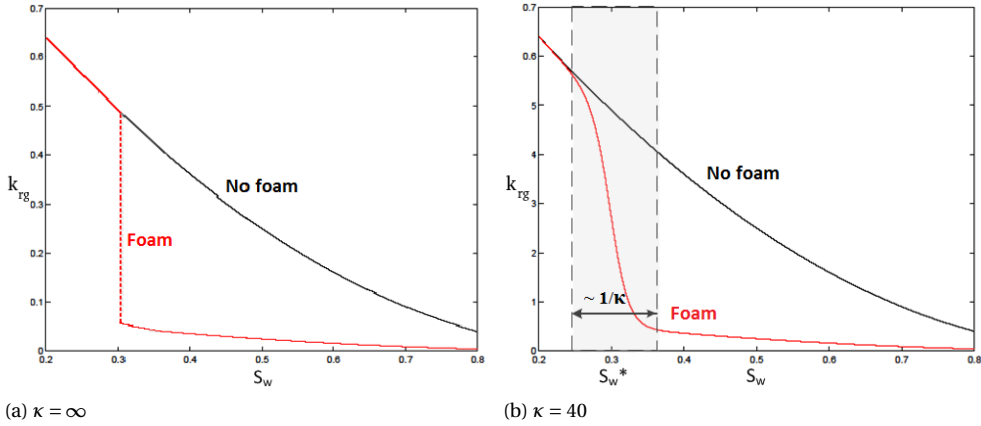 0.7
0.6
0.5
0.4
k_rg
0.3
0.2
0.1
0
No foam
Foam
0.2 0.3 0.4 0.5 0.6 0.7 0.8
S_w
(a) κ = ∞
0.7
0.6
0.5
4
k_rg
3
2
1
0
No foam
~ 1/κ
Foam
0.2 0.3 0.4 0.5 0.6 0.7 0.8
S_w* S_w
(b) κ = 40